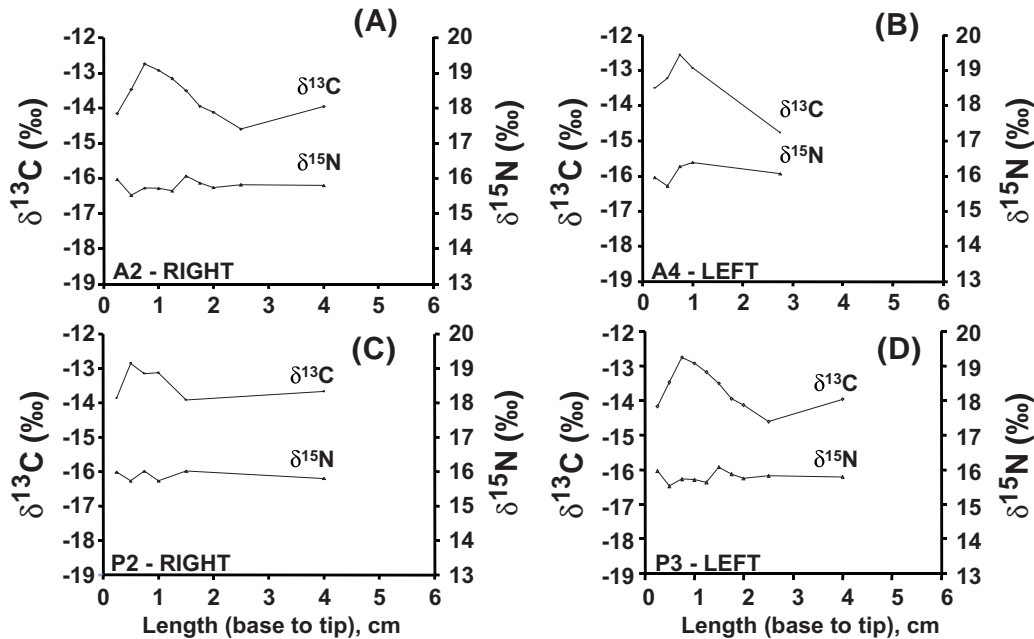 (A)
-12
-13
-14
-15
-16
-17
-18
-19
δ13C (‰)
δ13C
δ15N
A2 - RIGHT
20
19
18
17
16
15
14
13
δ15N (‰)
0 1 2 3 4 5 6
(B)
-12
-13
-14
-15
-16
-17
-18
-19
δ13C (‰)
δ13C
δ15N
A4 - LEFT
20
19
18
17
16
15
14
13
δ15N (‰)
0 1 2 3 4 5 6
(C)
-12
-13
-14
-15
-16
-17
-18
-19
δ13C (‰)
δ13C
δ15N
P2 - RIGHT
20
19
18
17
16
15
14
13
δ15N (‰)
0 1 2 3 4 5 6
Length (base to tip), cm
(D)
-12
-13
-14
-15
-16
-17
-18
-19
δ13C (‰)
δ13C
δ15N
P3 - LEFT
20
19
18
17
16
15
14
13
δ15N (‰)
0 1 2 3 4 5 6
Length (base to tip), cm